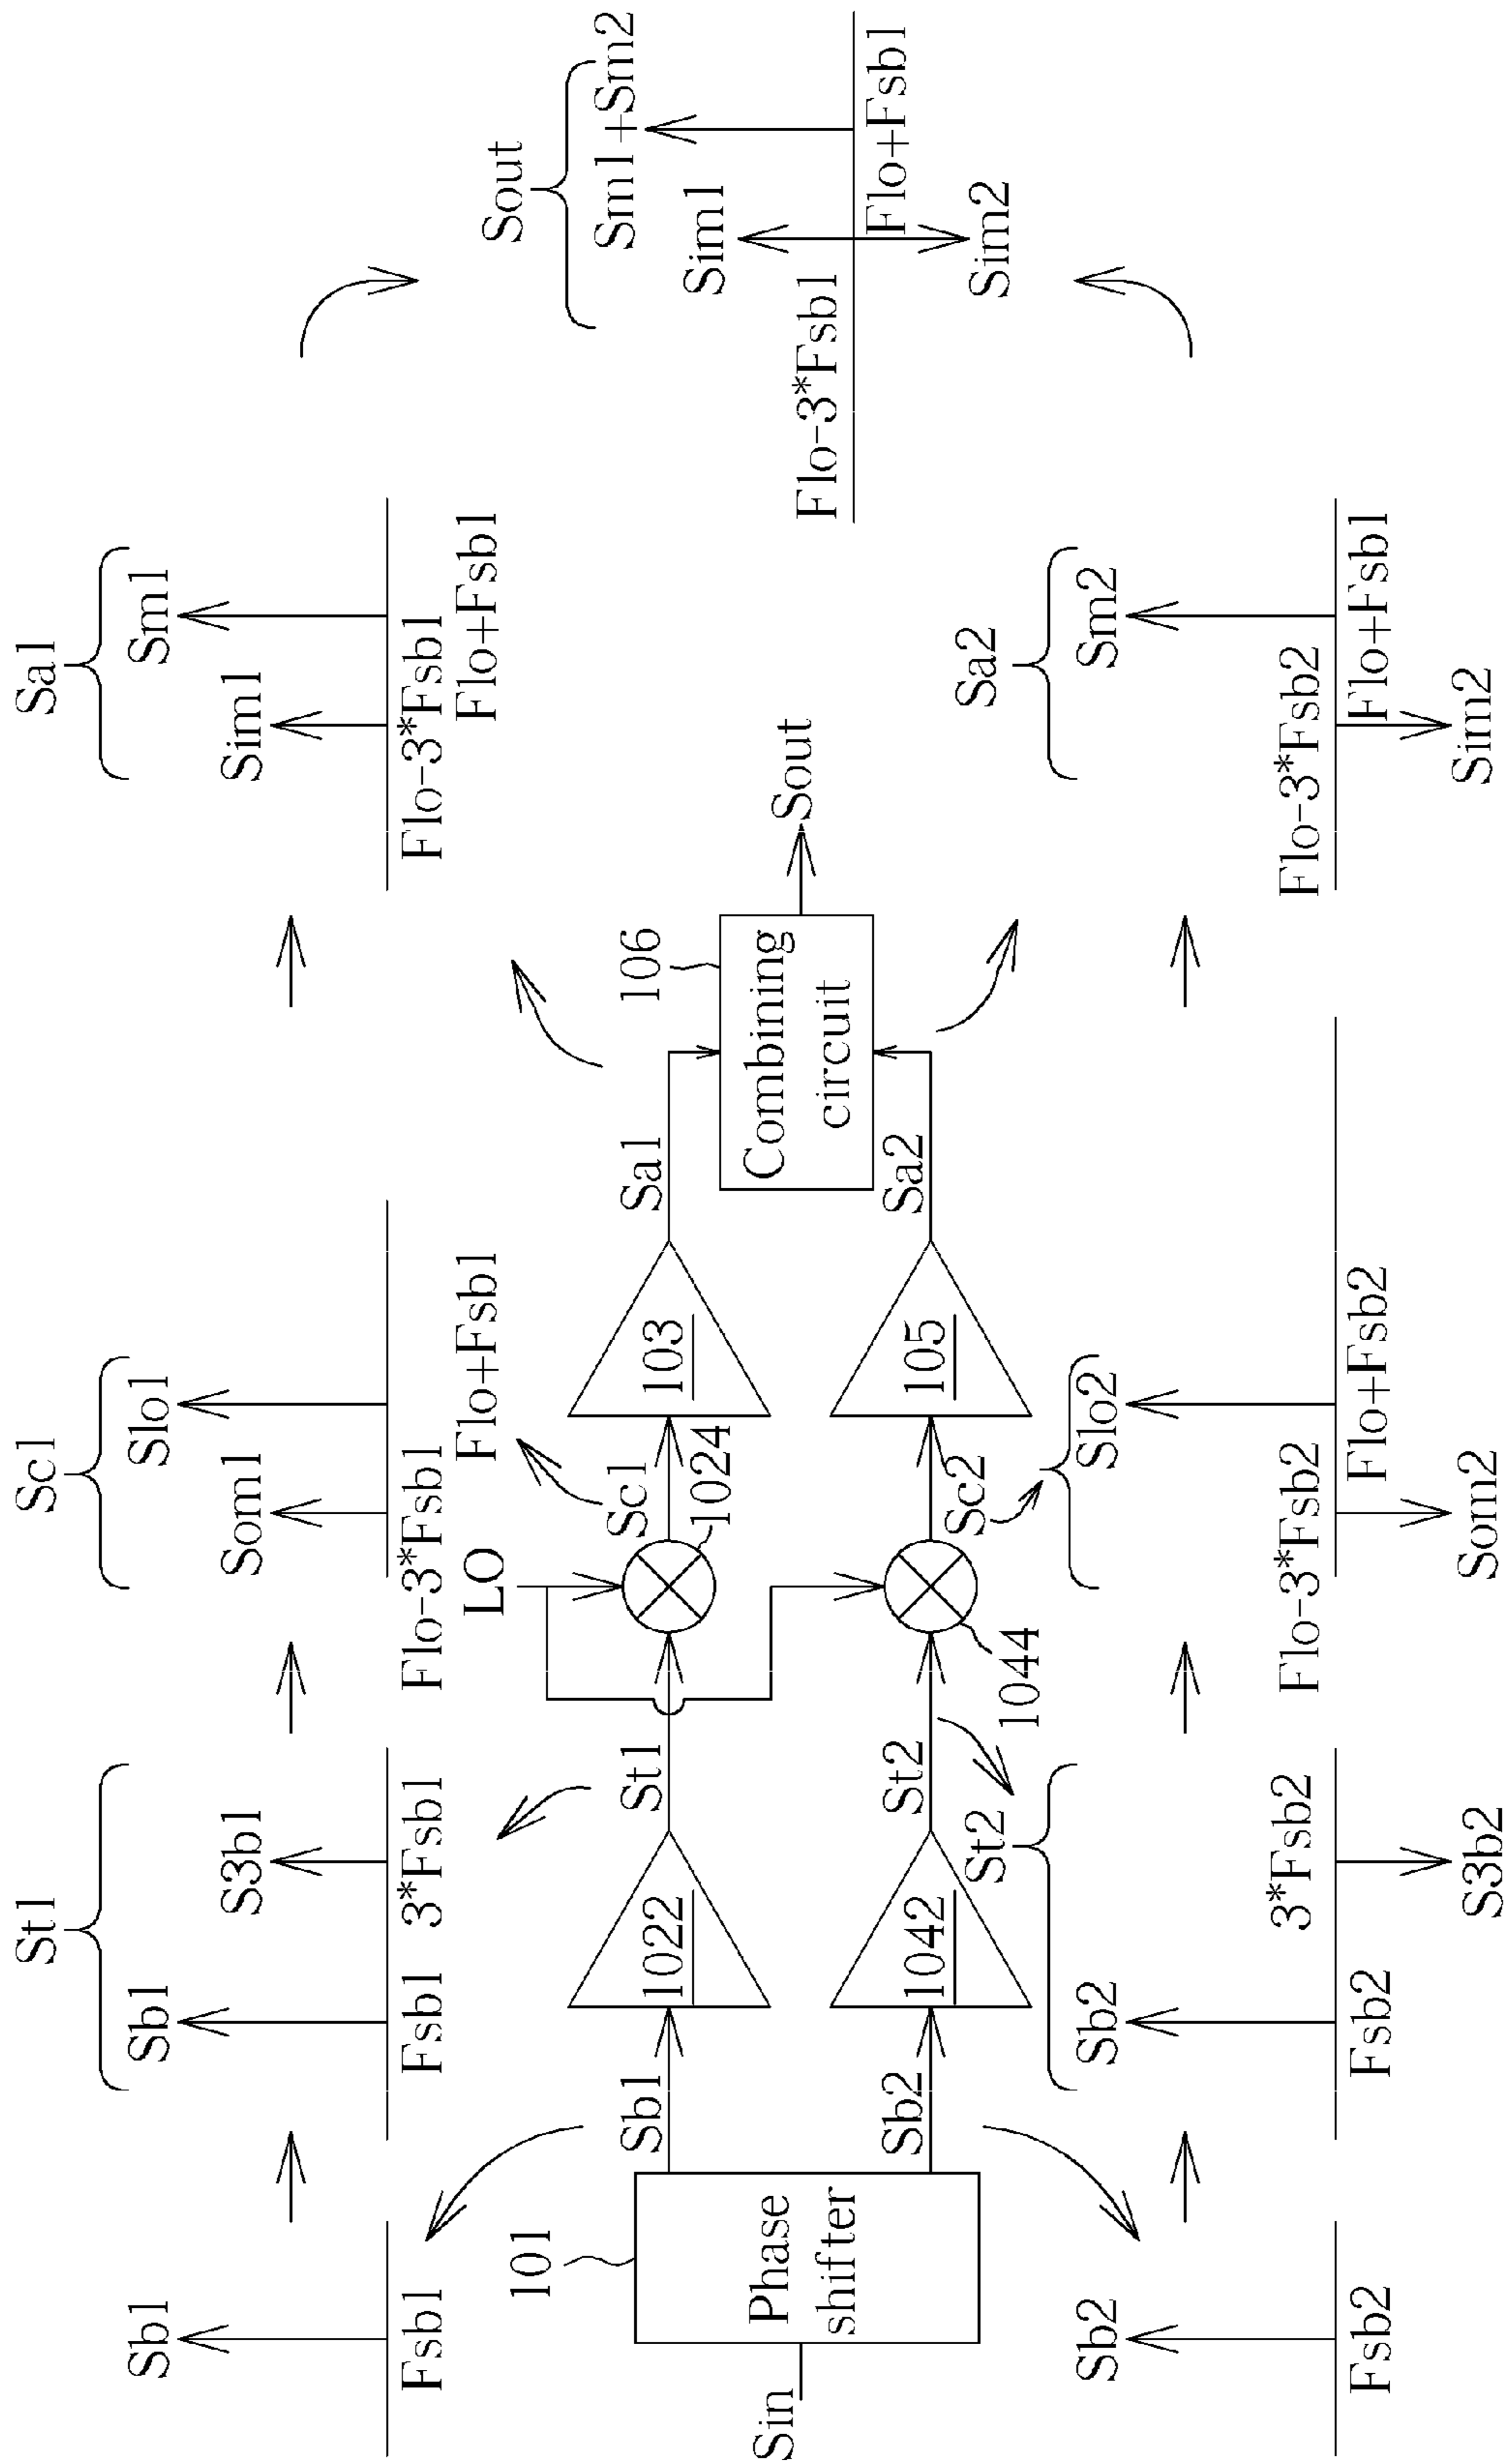 Sa1
Sm1
Sim1
Flo-3*Fsb1
Flo+Fsb1
Sc1
Slo1
Som1
Flo-3*Fsb1
Flo+Fsb1
St1
Sb1
S3b1
Fsb1
3*Fsb1
Sb1
Fsb1
Sout
Sm1+Sm2
Sim1
Flo-3*Fsb1
Flo+Fsb1
Sim2
Sin
101
Phase
shifter
Sb1
Sb2
1022
1042
St1
St2
LO
1024
1044
Sc1
Sc2
103
105
Sa1
Sa2
106
Combining
circuit
Sout
Sb2
Fsb2
St2
Sb2
Fsb2
3*Fsb2
S3b2
Slo2
Flo-3*Fsb2
Flo+Fsb2
Som2
Sa2
Sm2
Flo-3*Fsb2
Flo+Fsb1
Sim2